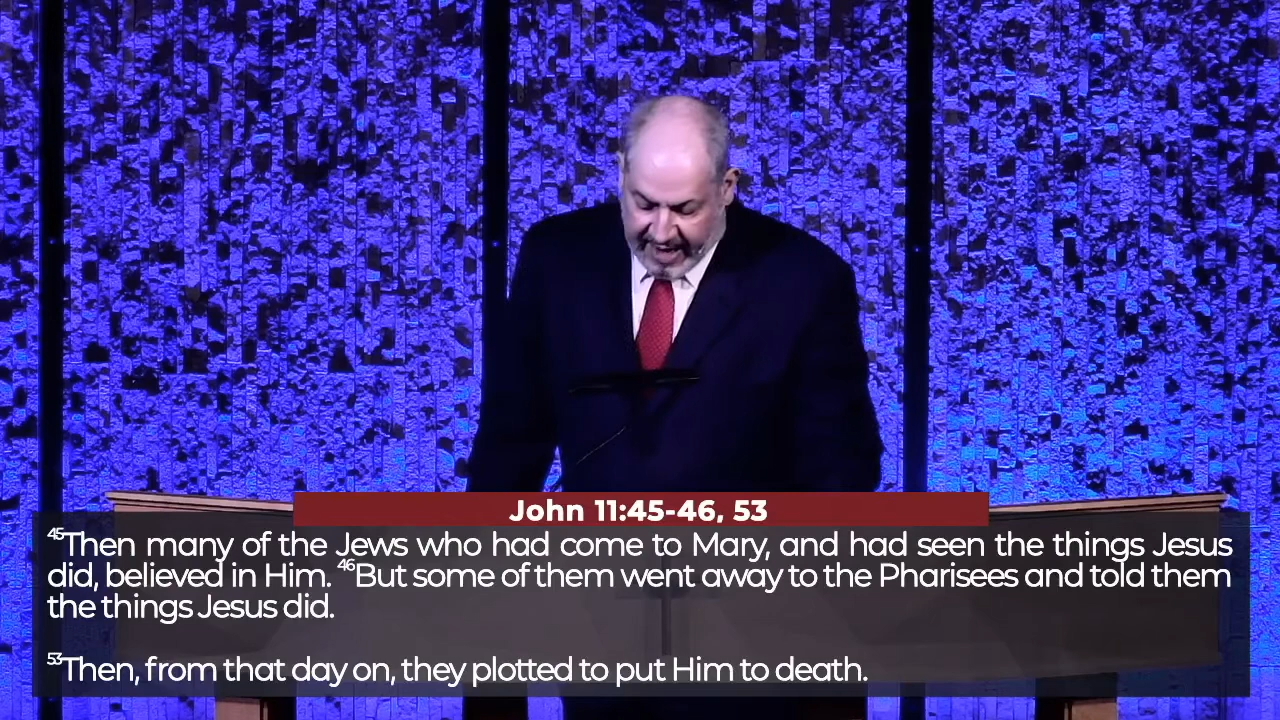 John 11:45-46, 53
45Then many of the Jews who had come to Mary, and had seen the things Jesus
did, believed in Him. 46But some of them went away to the Pharisees and told them
the things Jesus did.
53Then, from that day on, they plotted to put Him to death.